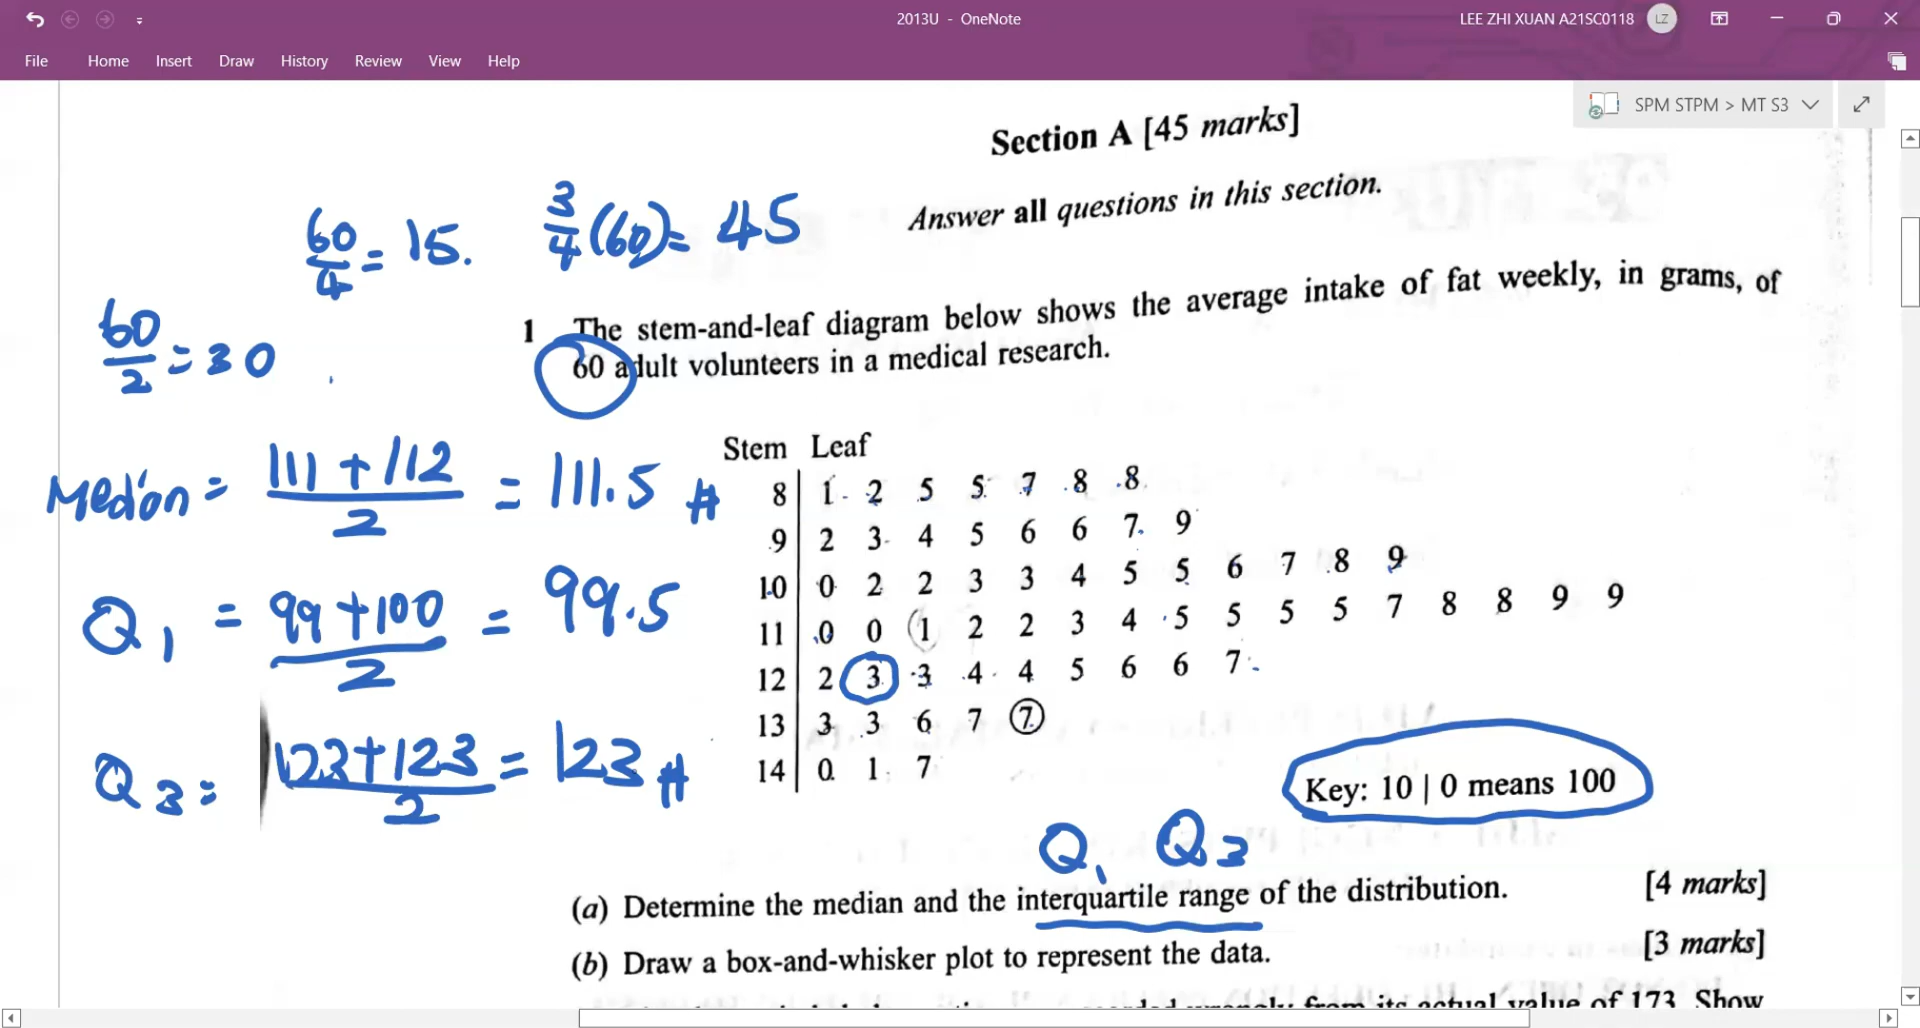 2013U - OneNote
LEE ZHI XUAN A21SC0118
LZ
File Home Insert Draw History Review View Help
SPM STPM > MT S3
Section A [45 marks]
Answer all questions in this section.
60/4 = 15.
3/4 (60) = 45
60/2 = 30
1 The stem-and-leaf diagram below shows the average intake of fat weekly, in grams, of
60 adult volunteers in a medical research.
Median = (111 + 112)/2 = 111.5 #
Q1 = (99 + 100)/2 = 99.5
Q3 = (123 + 123)/2 = 123 #
Stem Leaf
8 | 1 2 5 5 7 8 8
9 | 2 3 4 5 6 6 7 9
10 | 0 2 2 3 3 4 5 5 6 7 8 9
11 | 0 0 1 2 2 3 4 5 5 5 5 7 8 8 9 9
12 | 2 3 3 4 4 5 6 6 7
13 | 3 3 6 7 7
14 | 0 1 7
Key: 10 | 0 means 100
Q1 Q3
(a) Determine the median and the interquartile range of the distribution. [4 marks]
(b) Draw a box-and-whisker plot to represent the data. [3 marks]
wrongly from its actual value of 173. Show